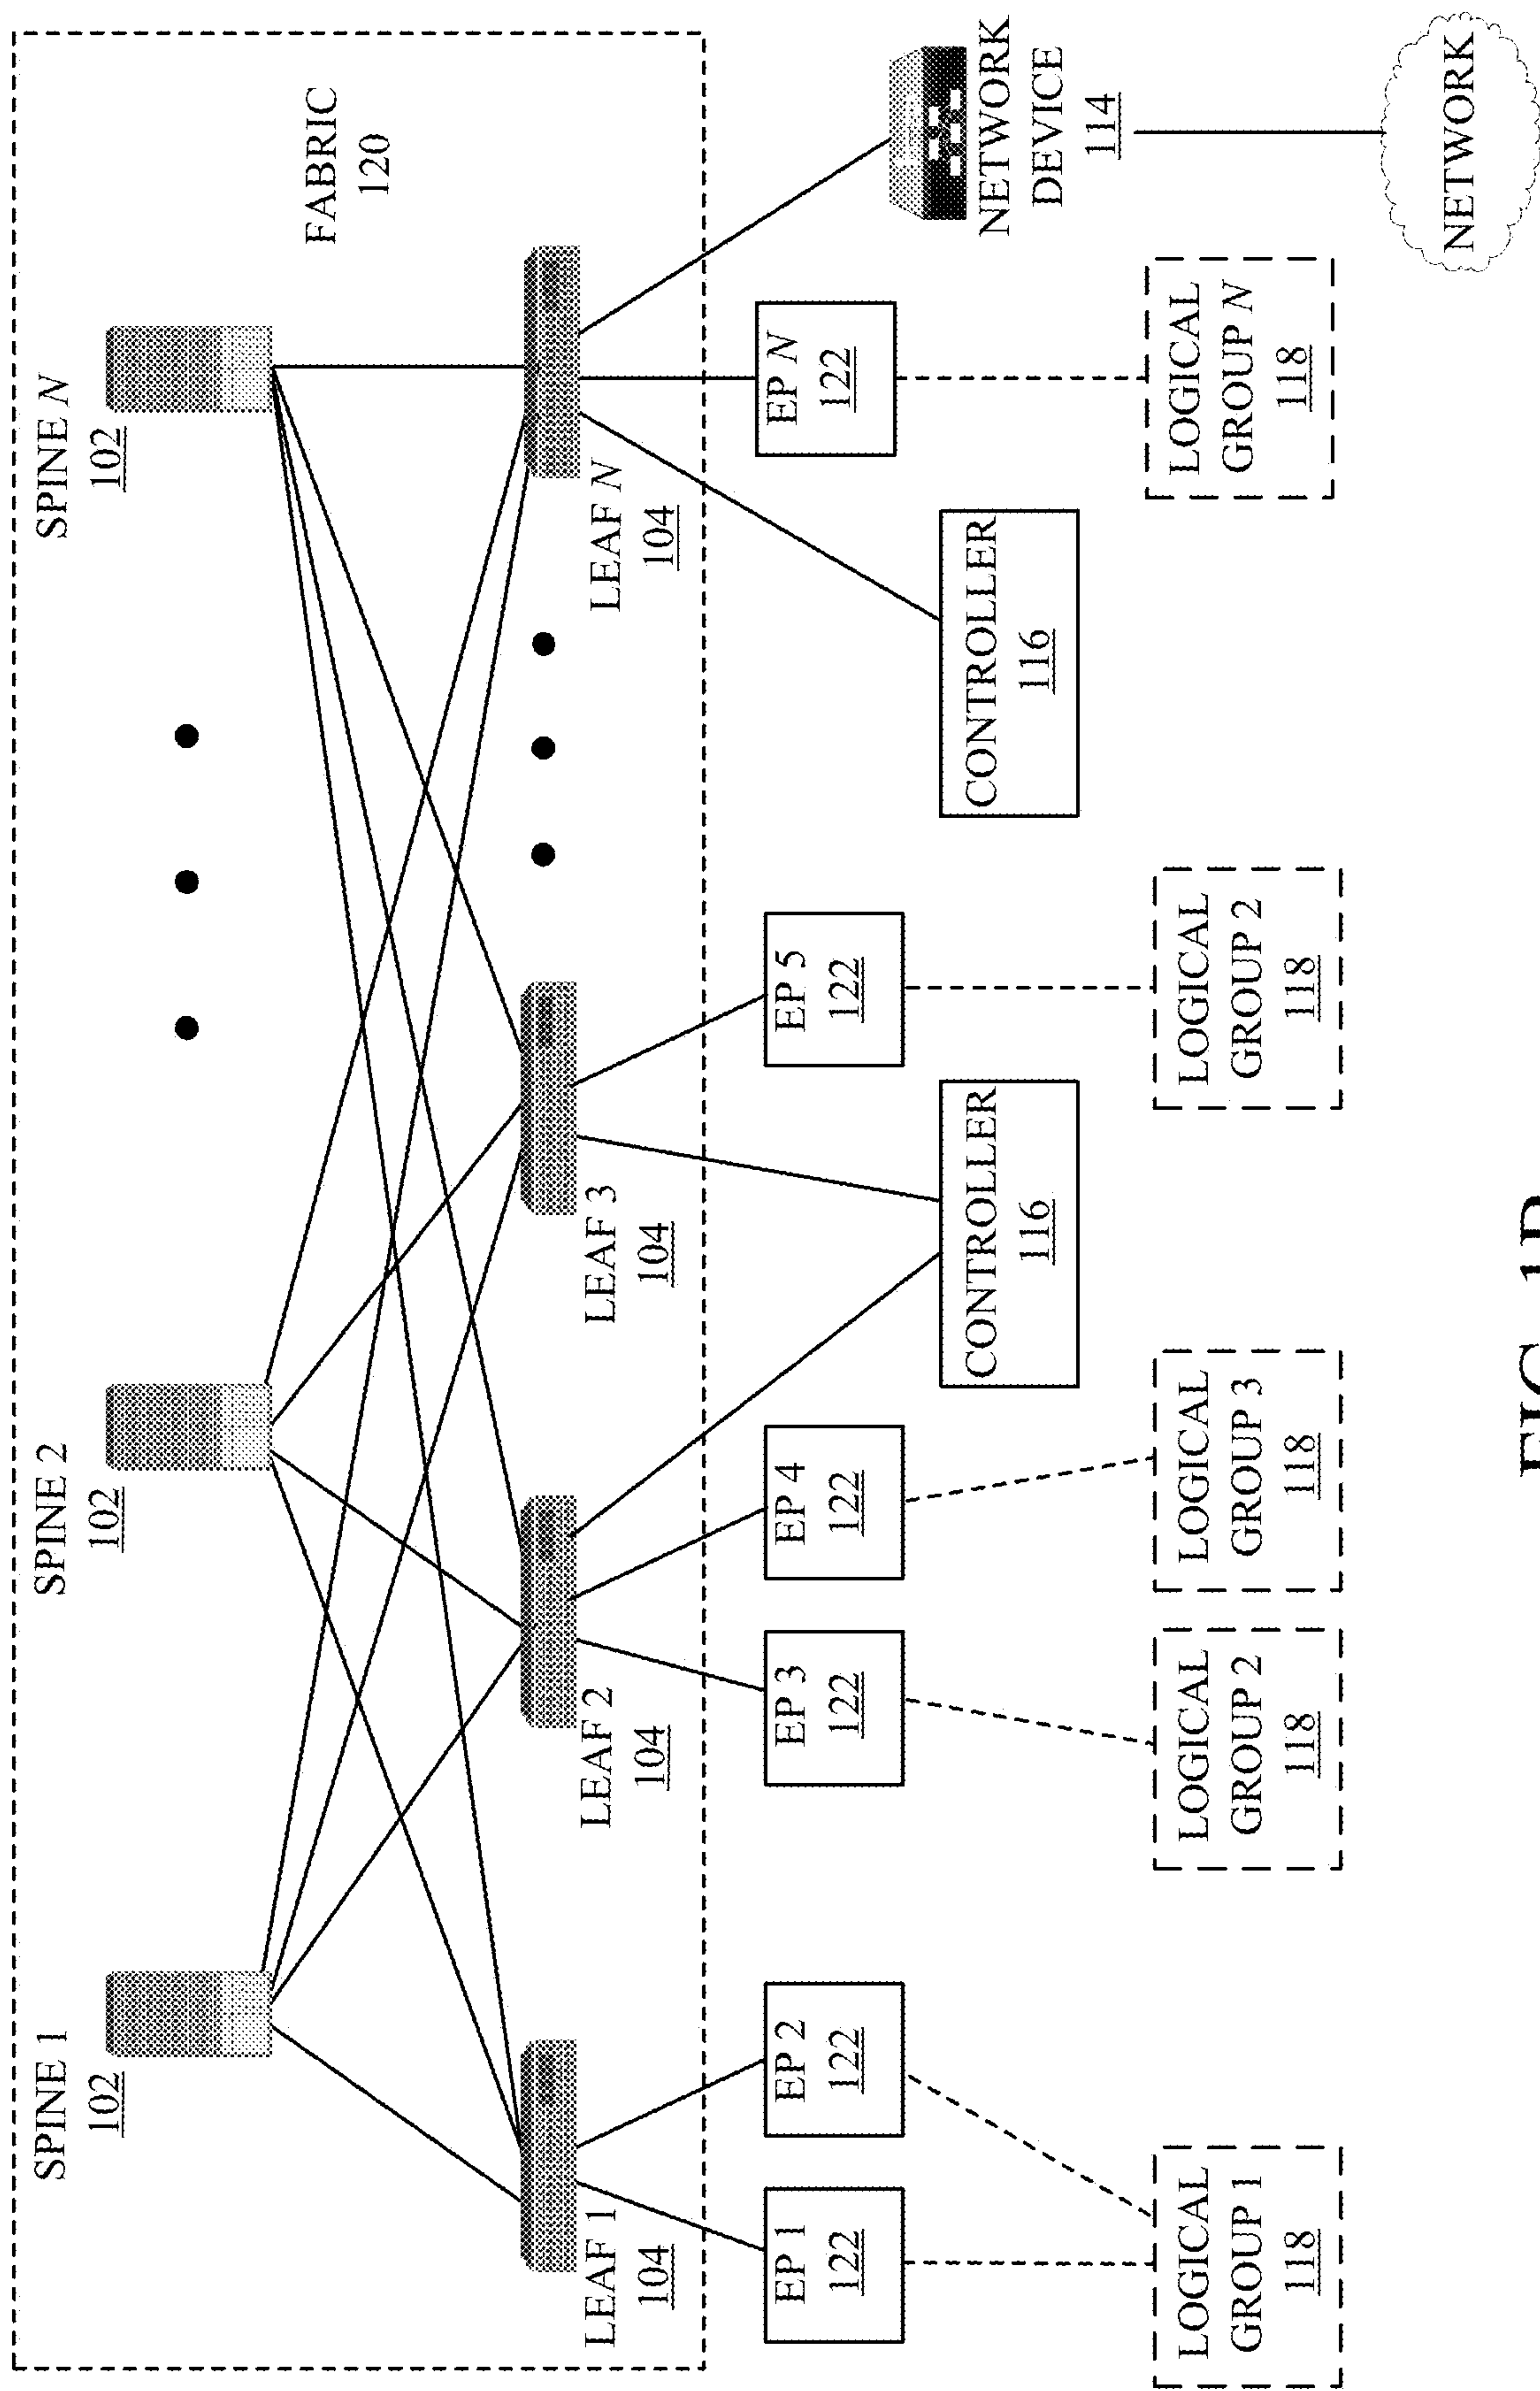 SPINE 1
102
SPINE 2
102
SPINE N
102
FABRIC
120
LEAF 1
104
LEAF 2
104
LEAF 3
104
LEAF N
104
EP 1
122
EP 2
122
EP 3
122
EP 4
122
EP 5
122
EP N
122
CONTROLLER
116
CONTROLLER
116
NETWORK
DEVICE
114
LOGICAL
GROUP 1
118
LOGICAL
GROUP 2
118
LOGICAL
GROUP 3
118
LOGICAL
GROUP 2
118
LOGICAL
GROUP N
118
NETWORK